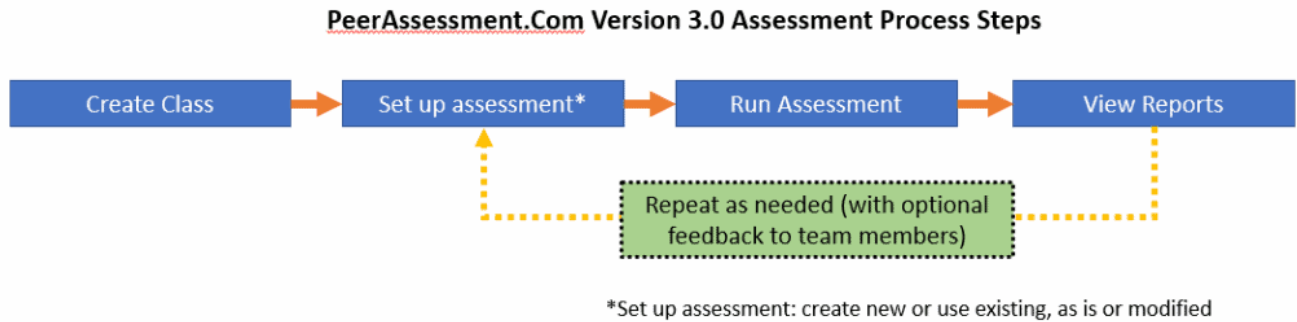 PeerAssessment.Com Version 3.0 Assessment Process Steps
Create Class
Set up assessment*
Run Assessment
View Reports
Repeat as needed (with optional
feedback to team members)
*Set up assessment: create new or use existing, as is or modified